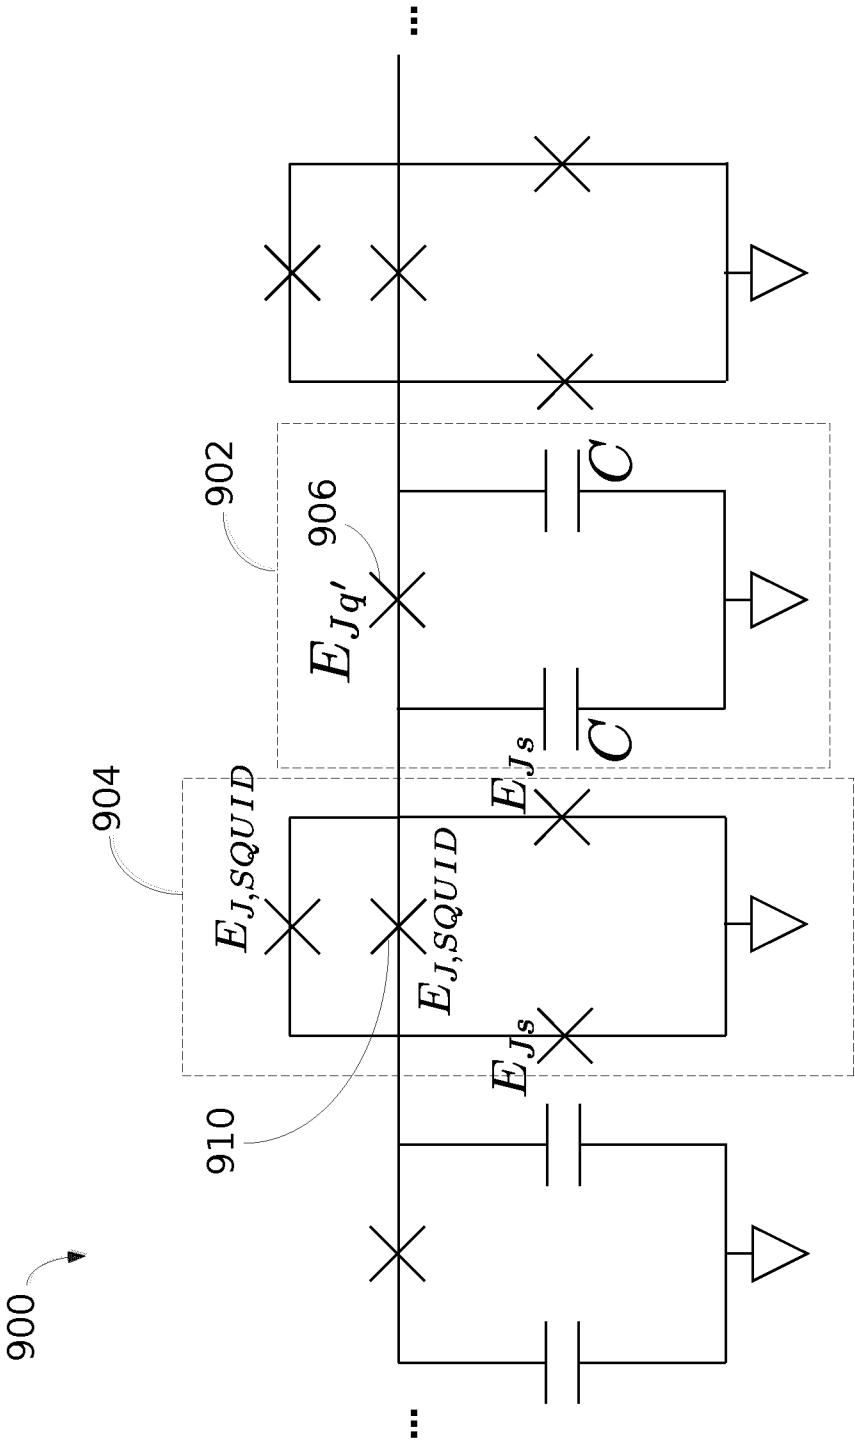 900
...
910
904
902
906
E_{J,SQUID}
E_{J,SQUID}
E_{Js}
E_{Js}
E_{Jq'}
C
C
...